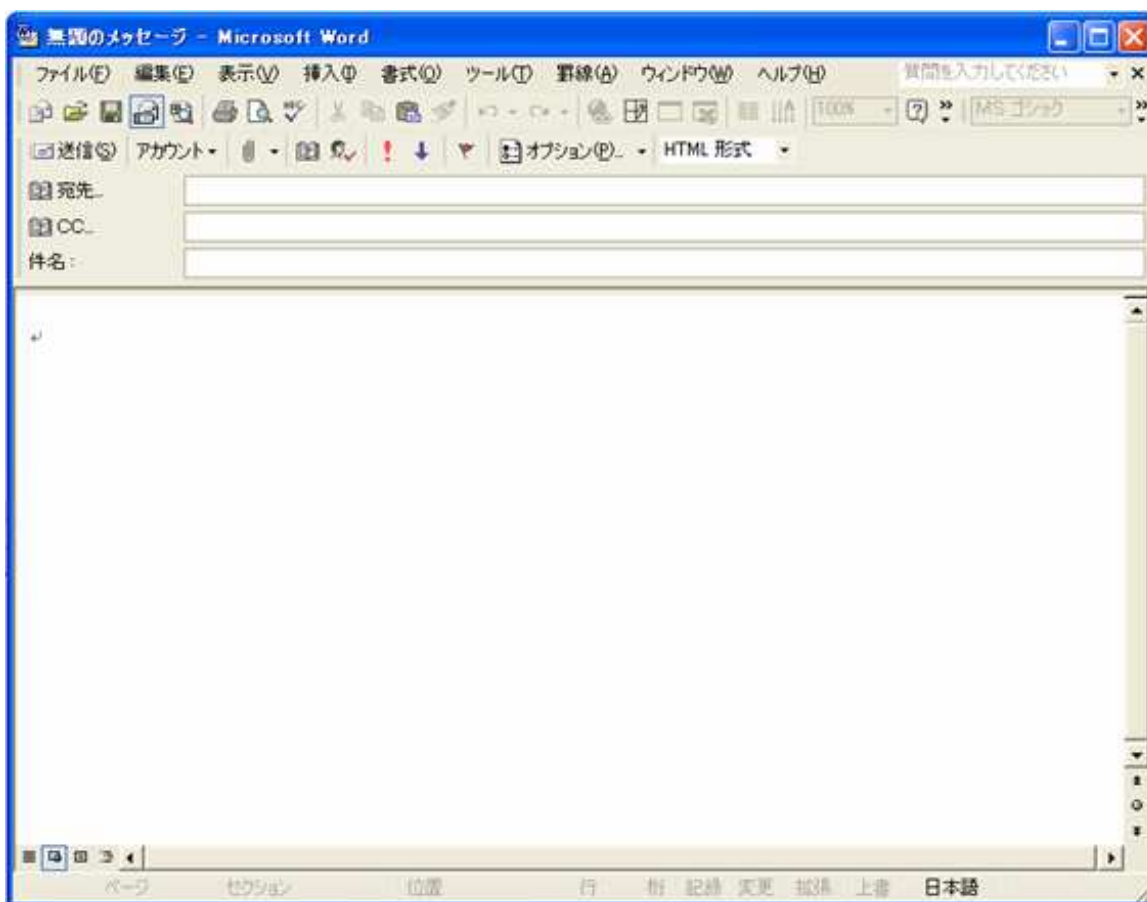 無題のメッセージ - Microsoft Word
ファイル(F) 編集(E) 表示(V) 挿入(I) 書式(O) ツール(T) 罫線(A) ウィンドウ(W) ヘルプ(H) 質問を入力してください
100% MS ゴシック
送信(S) アカウント オプション(P)... HTML 形式
宛先...
CC...
件名:
ページ セクション 位置 行 桁 記録 変更 拡張 上書 日本語